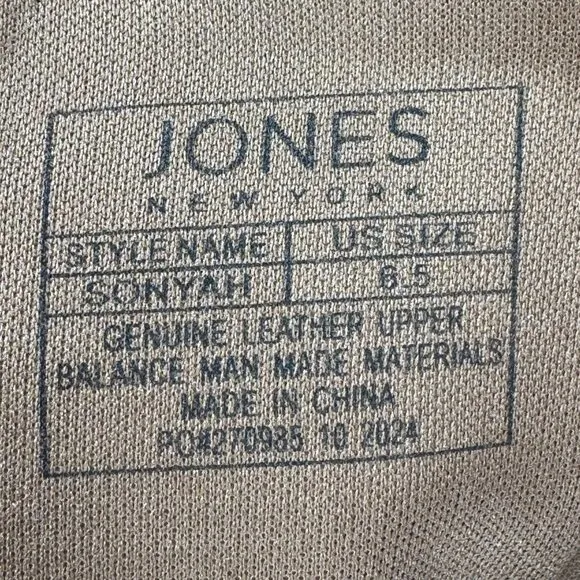 JONES
NEW YORK
STYLE NAME US SIZE
SONYAH 6.5
GENUINE LEATHER UPPER
BALANCE MAN MADE MATERIALS
MADE IN CHINA
PO#270985 10 2024